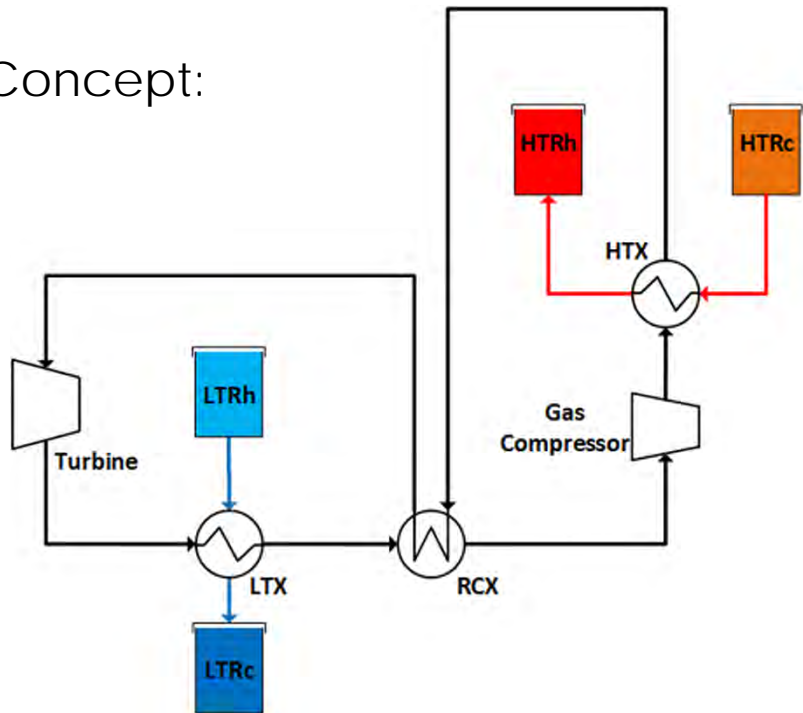 Concept:
HTRh
HTRc
HTX
LTRh
Gas
Compressor
Turbine
LTX
RCX
LTRc